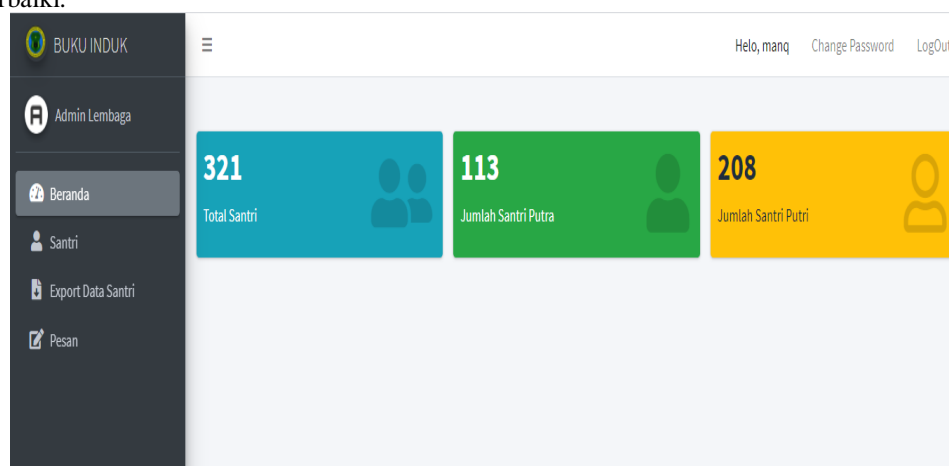 BUKU INDUK
Helo, manq Change Password LogOut
Admin Lembaga
321
Total Santri
113
Jumlah Santri Putra
208
Jumlah Santri Putri
Beranda
Santri
Export Data Santri
Pesan